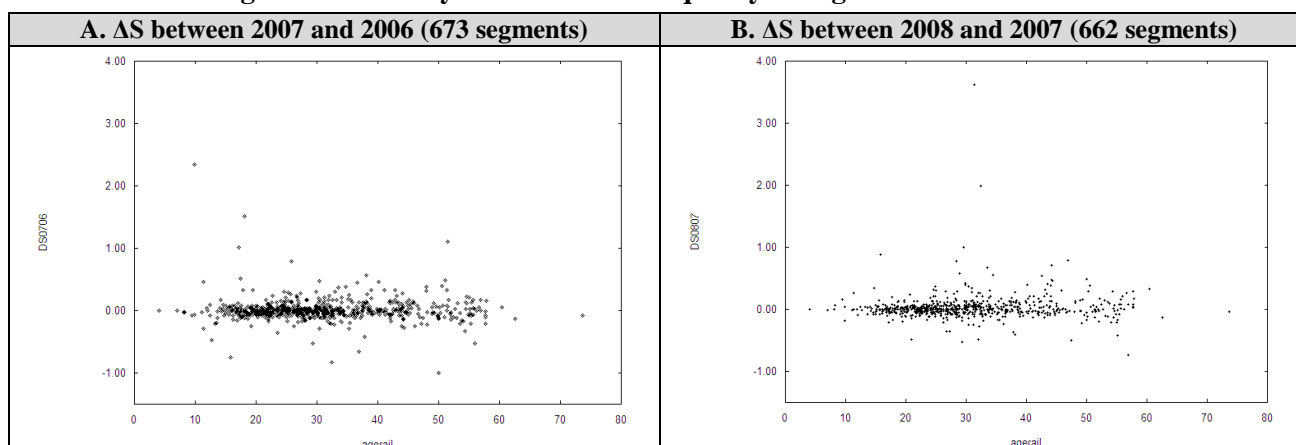 A. ΔS between 2007 and 2006 (673 segments)
B. ΔS between 2008 and 2007 (662 segments)
4.00
3.00
2.00
1.00
0.00
-1.00
DS0706
0 10 20 30 40 50 60 70 80
agerail
4.00
3.00
2.00
1.00
0.00
-1.00
DS0807
0 10 20 30 40 50 60 70 80
agerail